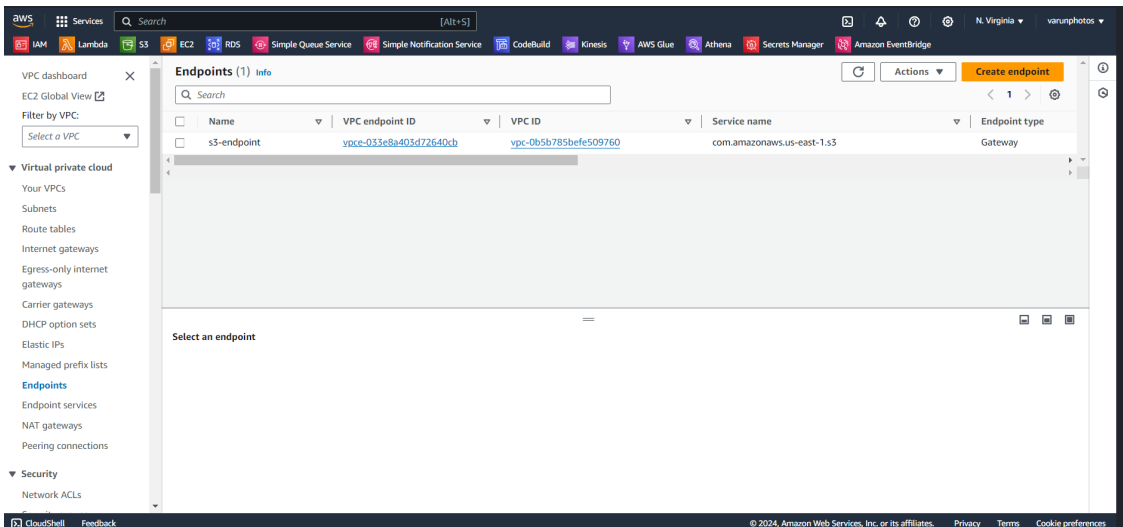 aws Services Search [Alt+S] N. Virginia varunphotos
IAM Lambda S3 EC2 RDS Simple Queue Service Simple Notification Service CodeBuild Kinesis AWS Glue Athena Secrets Manager Amazon EventBridge
VPC dashboard
EC2 Global View
Filter by VPC:
Select a VPC
Virtual private cloud
Your VPCs
Subnets
Route tables
Internet gateways
Egress-only internet
gateways
Carrier gateways
DHCP option sets
Elastic IPs
Managed prefix lists
Endpoints
Endpoint services
NAT gateways
Peering connections
Security
Network ACLs
Endpoints (1) Info
Actions
Create endpoint
Search
1
Name VPC endpoint ID VPC ID Service name Endpoint type
s3-endpoint vpce-033e8a403d72640cb vpc-0b5b785befe509760 com.amazonaws.us-east-1.s3 Gateway
Select an endpoint
CloudShell Feedback © 2024, Amazon Web Services, Inc. or its affiliates. Privacy Terms Cookie preferences